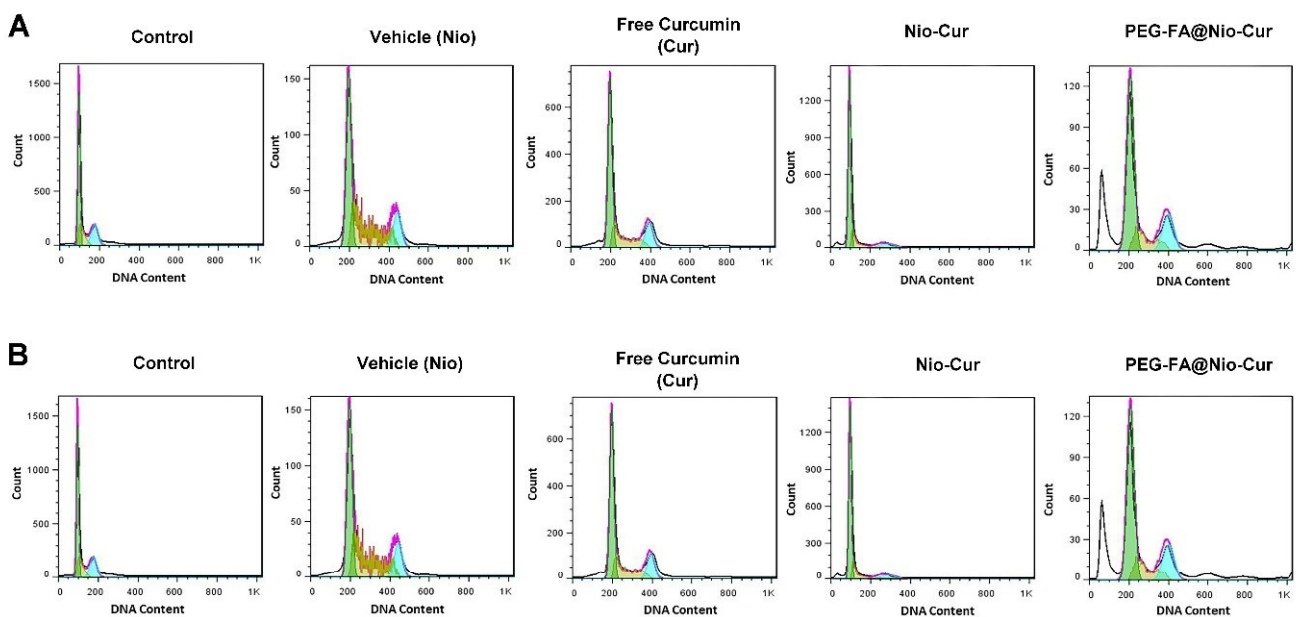 A
Control
Vehicle (Nio)
Free Curcumin
(Cur)
Nio-Cur
PEG-FA@Nio-Cur
1500
1000
500
0
Count
0 200 400 600 800 1K
DNA Content
150
100
50
0
Count
0 200 400 600 800 1K
DNA Content
600
400
200
0
Count
0 200 400 600 800 1K
DNA Content
1200
900
600
300
0
Count
0 200 400 600 800 1K
DNA Content
120
90
60
30
0
Count
0 200 400 600 800 1K
DNA Content
B
Control
Vehicle (Nio)
Free Curcumin
(Cur)
Nio-Cur
PEG-FA@Nio-Cur
1500
1000
500
0
Count
0 200 400 600 800 1K
DNA Content
150
100
50
0
Count
0 200 400 600 800 1K
DNA Content
600
400
200
0
Count
0 200 400 600 800 1K
DNA Content
1200
900
600
300
0
Count
0 200 400 600 800 1K
DNA Content
120
90
60
30
0
Count
0 200 400 600 800 1K
DNA Content